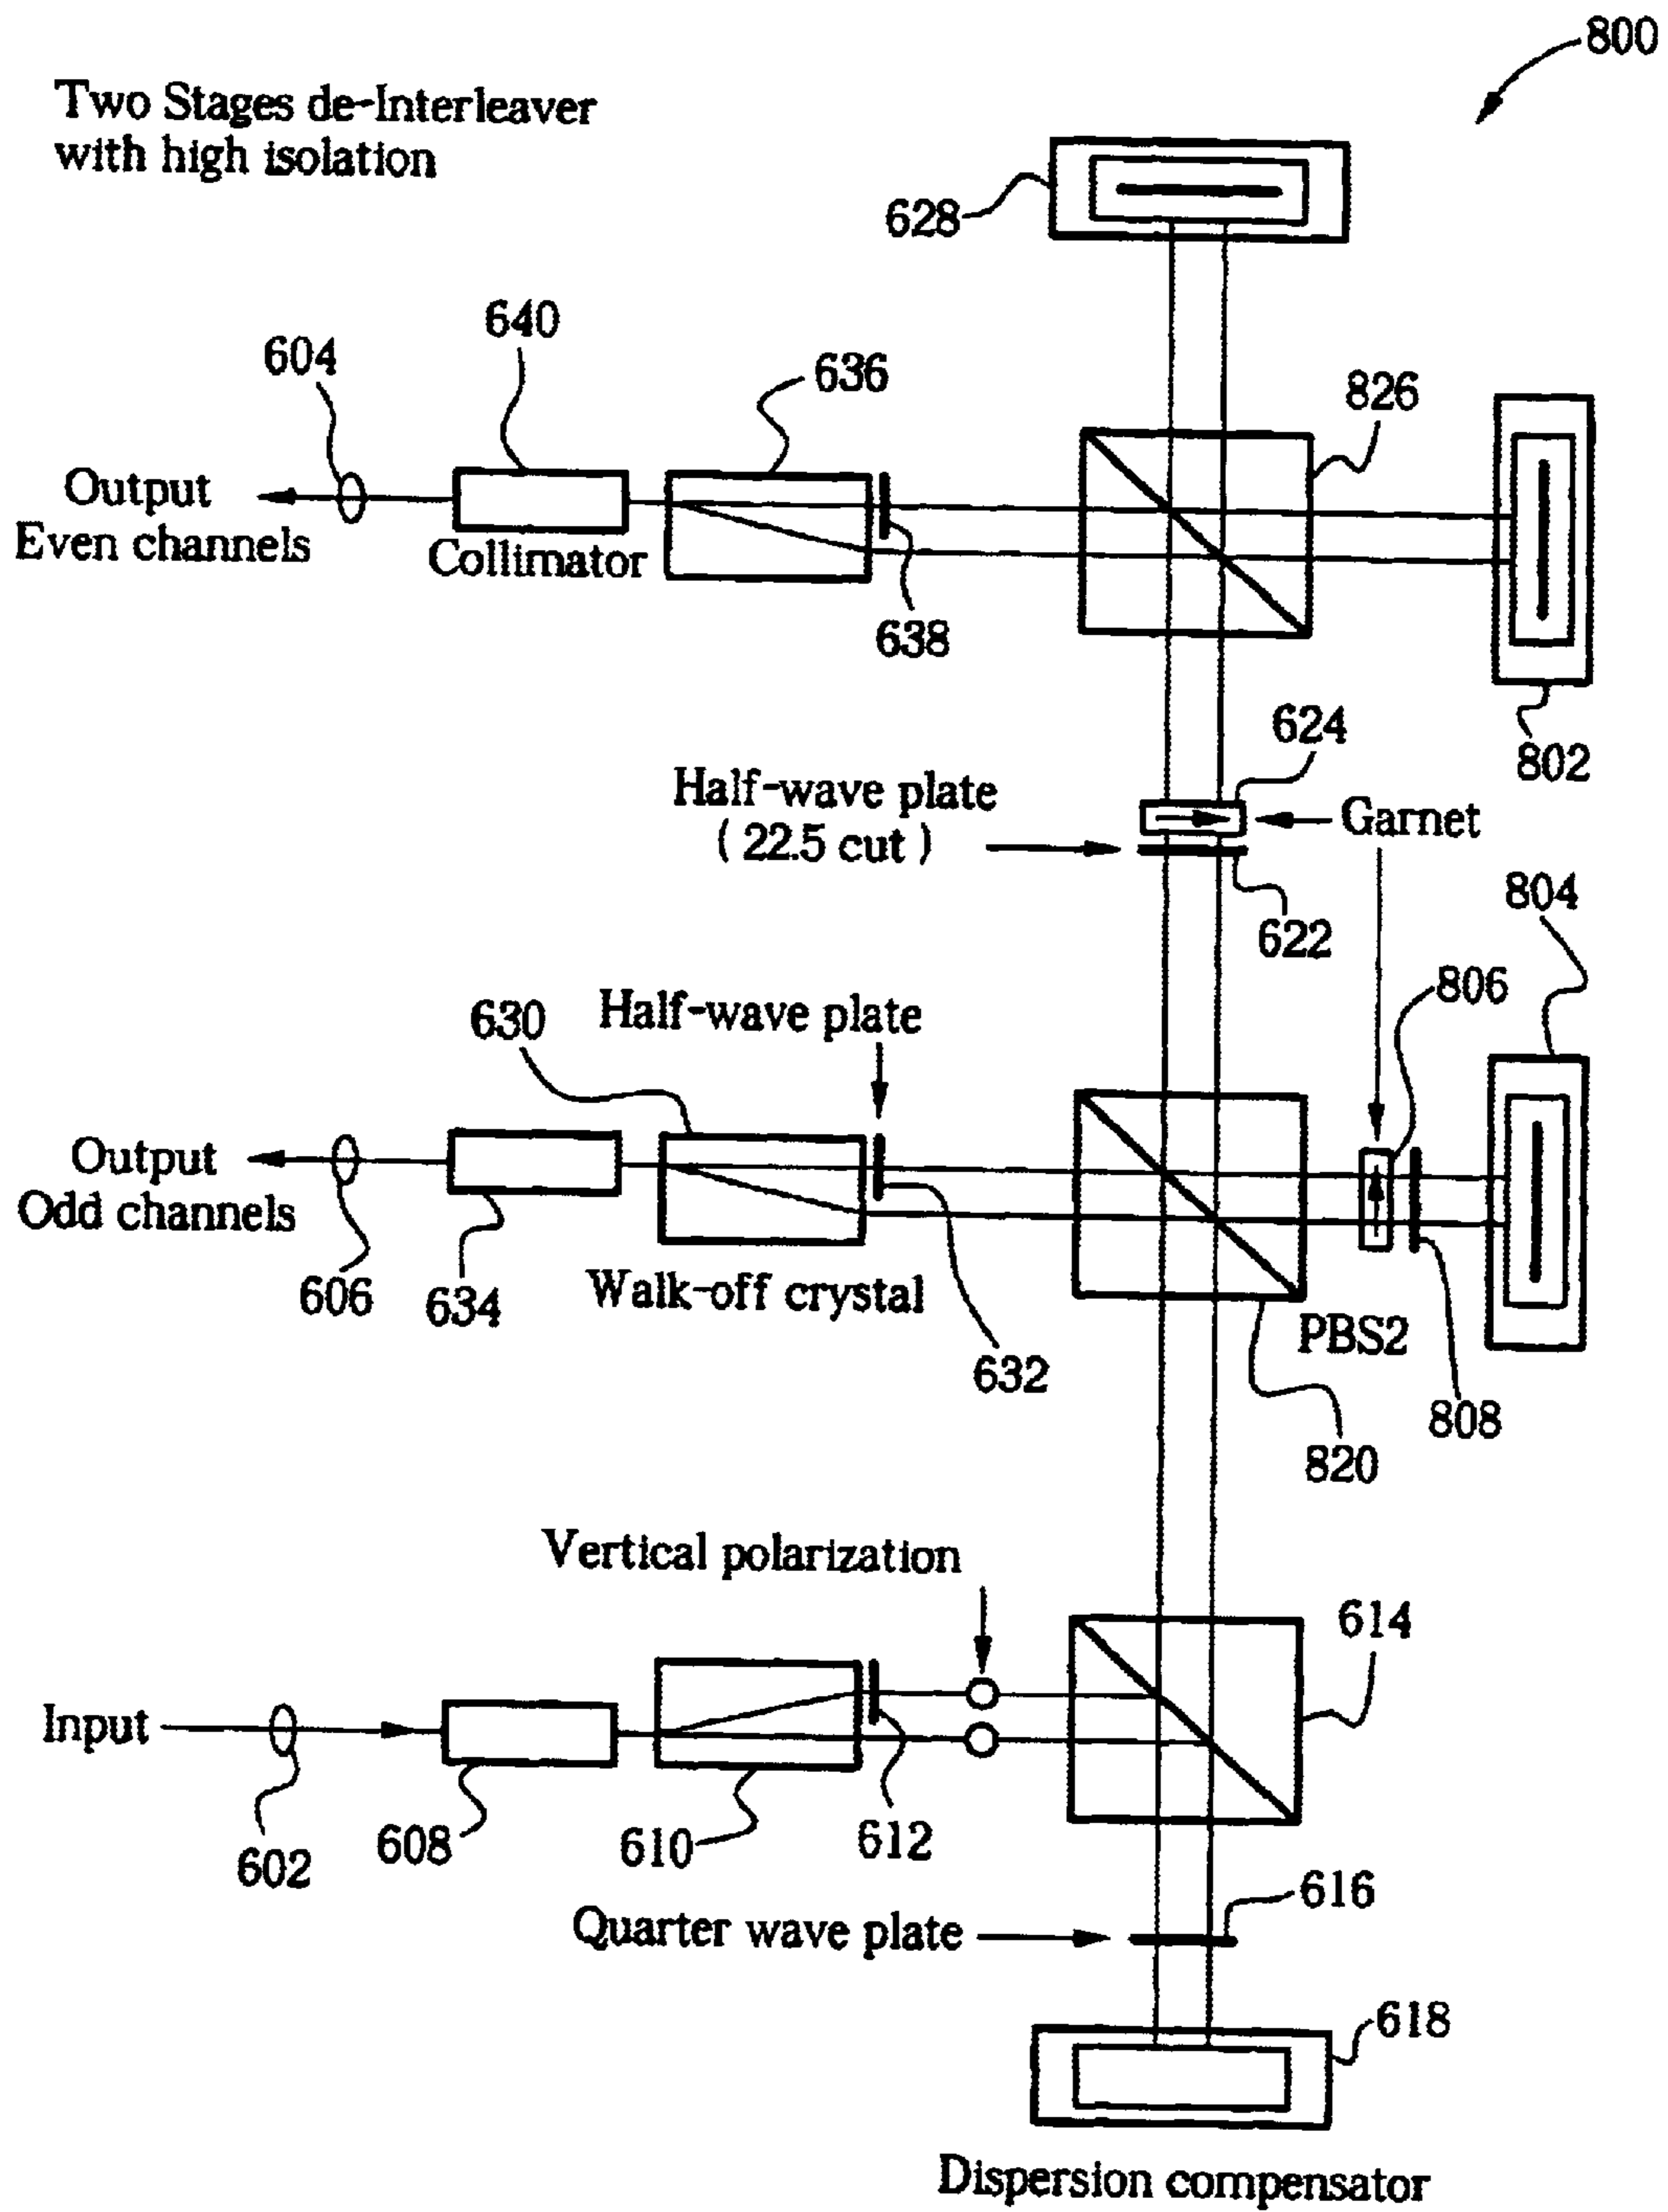 800
Two Stages de-Interleaver
with high isolation
628
640
604
636
826
Output
Even channels
Collimator
638
802
624
Half-wave plate
( 22.5 cut )
Garnet
622
804
806
630
Half-wave plate
Output
Odd channels
606
634
Walk-off crystal
632
PBS2
808
820
Vertical polarization
614
Input
602
608
610
612
616
Quarter wave plate
618
Dispersion compensator